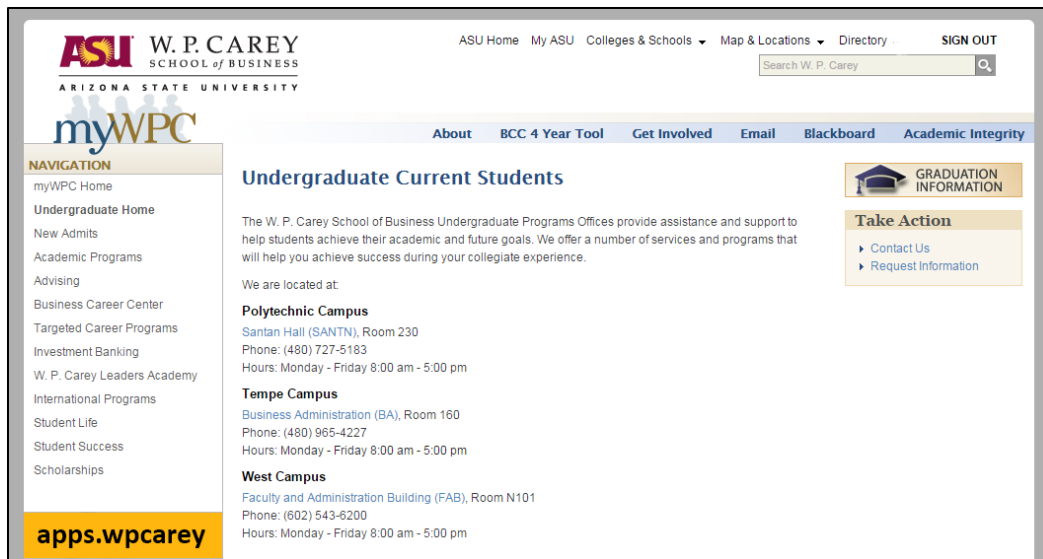 ASU W. P. CAREY
SCHOOL of BUSINESS
ARIZONA STATE UNIVERSITY
ASU Home My ASU Colleges & Schools Map & Locations Directory SIGN OUT
Search W. P. Carey
myWPC
About BCC 4 Year Tool Get Involved Email Blackboard Academic Integrity
NAVIGATION
myWPC Home
Undergraduate Home
New Admits
Academic Programs
Advising
Business Career Center
Targeted Career Programs
Investment Banking
W. P. Carey Leaders Academy
International Programs
Student Life
Student Success
Scholarships
apps.wpcarey
Undergraduate Current Students
The W. P. Carey School of Business Undergraduate Programs Offices provide assistance and support to
help students achieve their academic and future goals. We offer a number of services and programs that
will help you achieve success during your collegiate experience.
We are located at:
Polytechnic Campus
Santan Hall (SANTN), Room 230
Phone: (480) 727-5183
Hours: Monday - Friday 8:00 am - 5:00 pm
Tempe Campus
Business Administration (BA), Room 160
Phone: (480) 965-4227
Hours: Monday - Friday 8:00 am - 5:00 pm
West Campus
Faculty and Administration Building (FAB), Room N101
Phone: (602) 543-6200
Hours: Monday - Friday 8:00 am - 5:00 pm
GRADUATION
INFORMATION
Take Action
Contact Us
Request Information